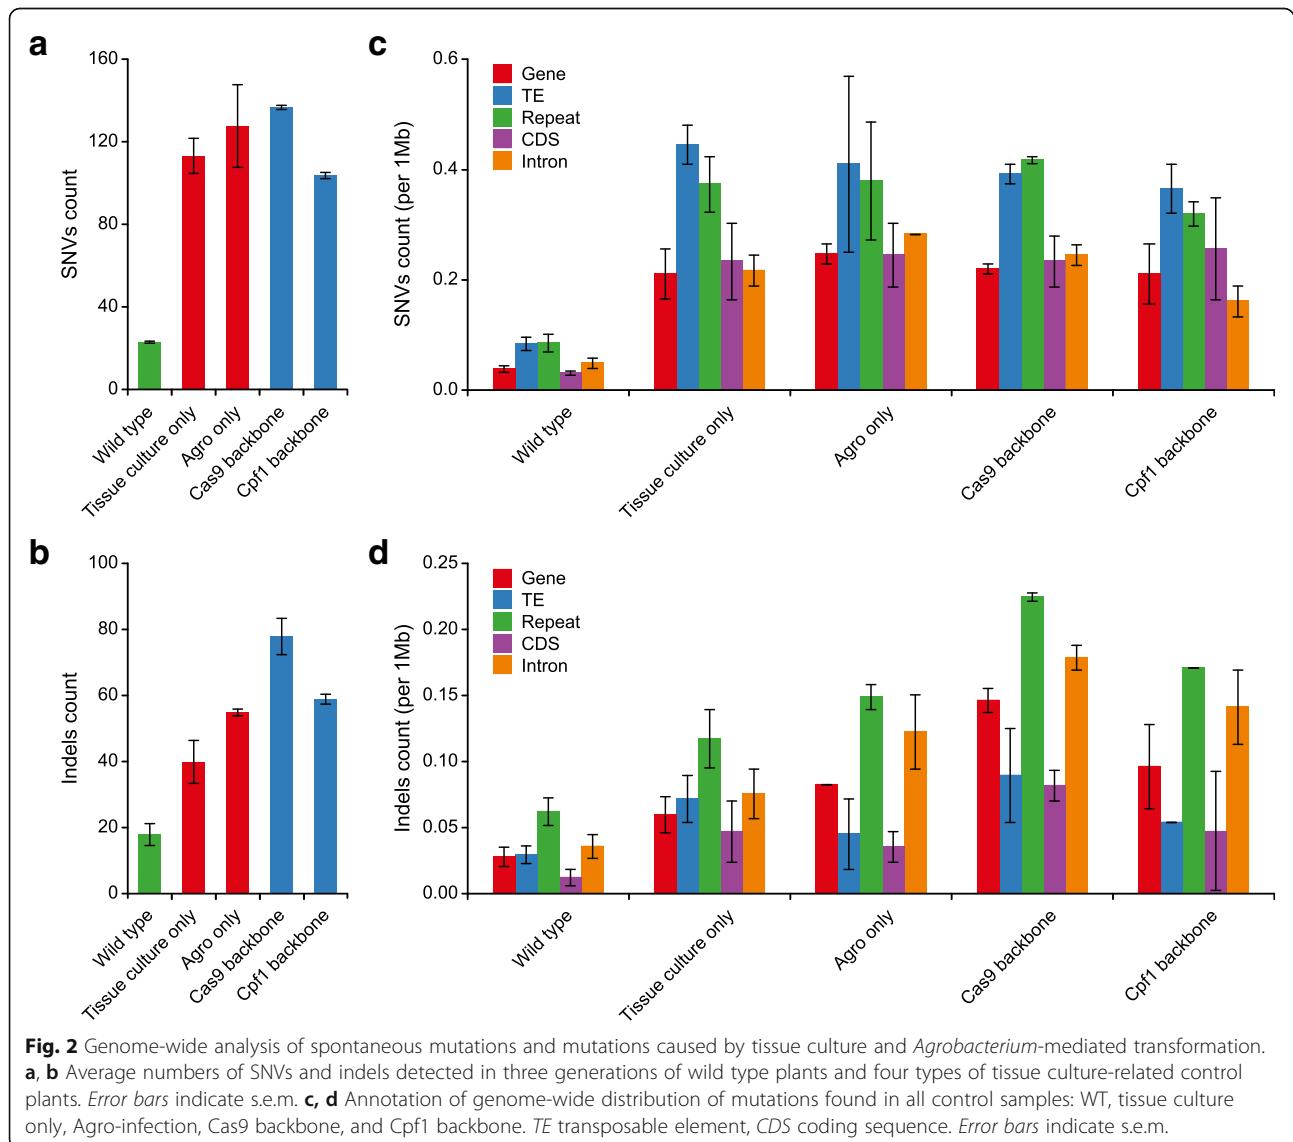 a
160
120
80
40
0
SNVs count
Wild type
Tissue culture only
Agro only
Cas9 backbone
Cpf1 backbone
c
0.6
0.4
0.2
0.0
SNVs count (per 1Mb)
Gene
TE
Repeat
CDS
Intron
Wild type
Tissue culture only
Agro only
Cas9 backbone
Cpf1 backbone
b
100
80
60
40
20
0
Indels count
Wild type
Tissue culture only
Agro only
Cas9 backbone
Cpf1 backbone
d
0.25
0.20
0.15
0.10
0.05
0.00
Indels count (per 1Mb)
Gene
TE
Repeat
CDS
Intron
Wild type
Tissue culture only
Agro only
Cas9 backbone
Cpf1 backbone
Fig. 2 Genome-wide analysis of spontaneous mutations and mutations caused by tissue culture and Agrobacterium-mediated transformation.
a, b Average numbers of SNVs and indels detected in three generations of wild type plants and four types of tissue culture-related control
plants. Error bars indicate s.e.m. c, d Annotation of genome-wide distribution of mutations found in all control samples: WT, tissue culture
only, Agro-infection, Cas9 backbone, and Cpf1 backbone. TE transposable element, CDS coding sequence. Error bars indicate s.e.m.